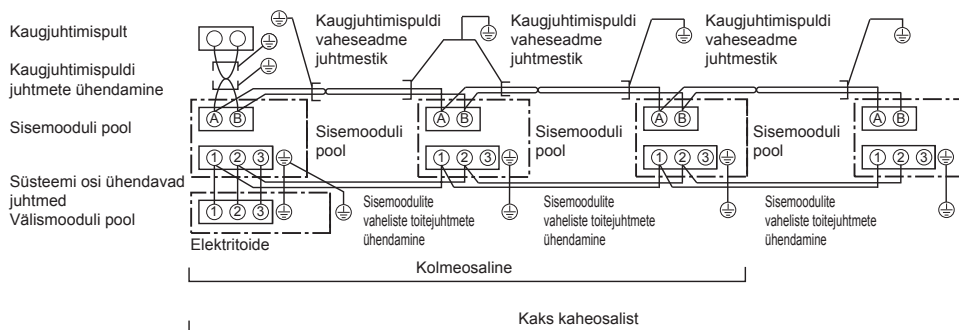 Kaugjuhtimispult
Kaugjuhtimispuldi
juhtmete ühendamine
Sisemooduli pool
Süsteemi osi ühendavad
juhtmed
Välismooduli pool
Kaugjuhtimispuldi
vaheseadme
juhtmestik
Kaugjuhtimispuldi
vaheseadme
juhtmestik
Kaugjuhtimispuldi
vaheseadme
juhtmestik
A B
A B
A B
A B
Sisemooduli
pool
Sisemooduli
pool
Sisemooduli
pool
1 2 3
1 2 3
1 2 3
1 2 3
1 2 3
Elektritoide
Sisemoodulite
vaheliste toitejuhtmete
ühendamine
Sisemoodulite
vaheliste toitejuhtmete
ühendamine
Sisemoodulite
vaheliste toitejuhtmete
ühendamine
Kolmeosaline
Kaks kaheosalist